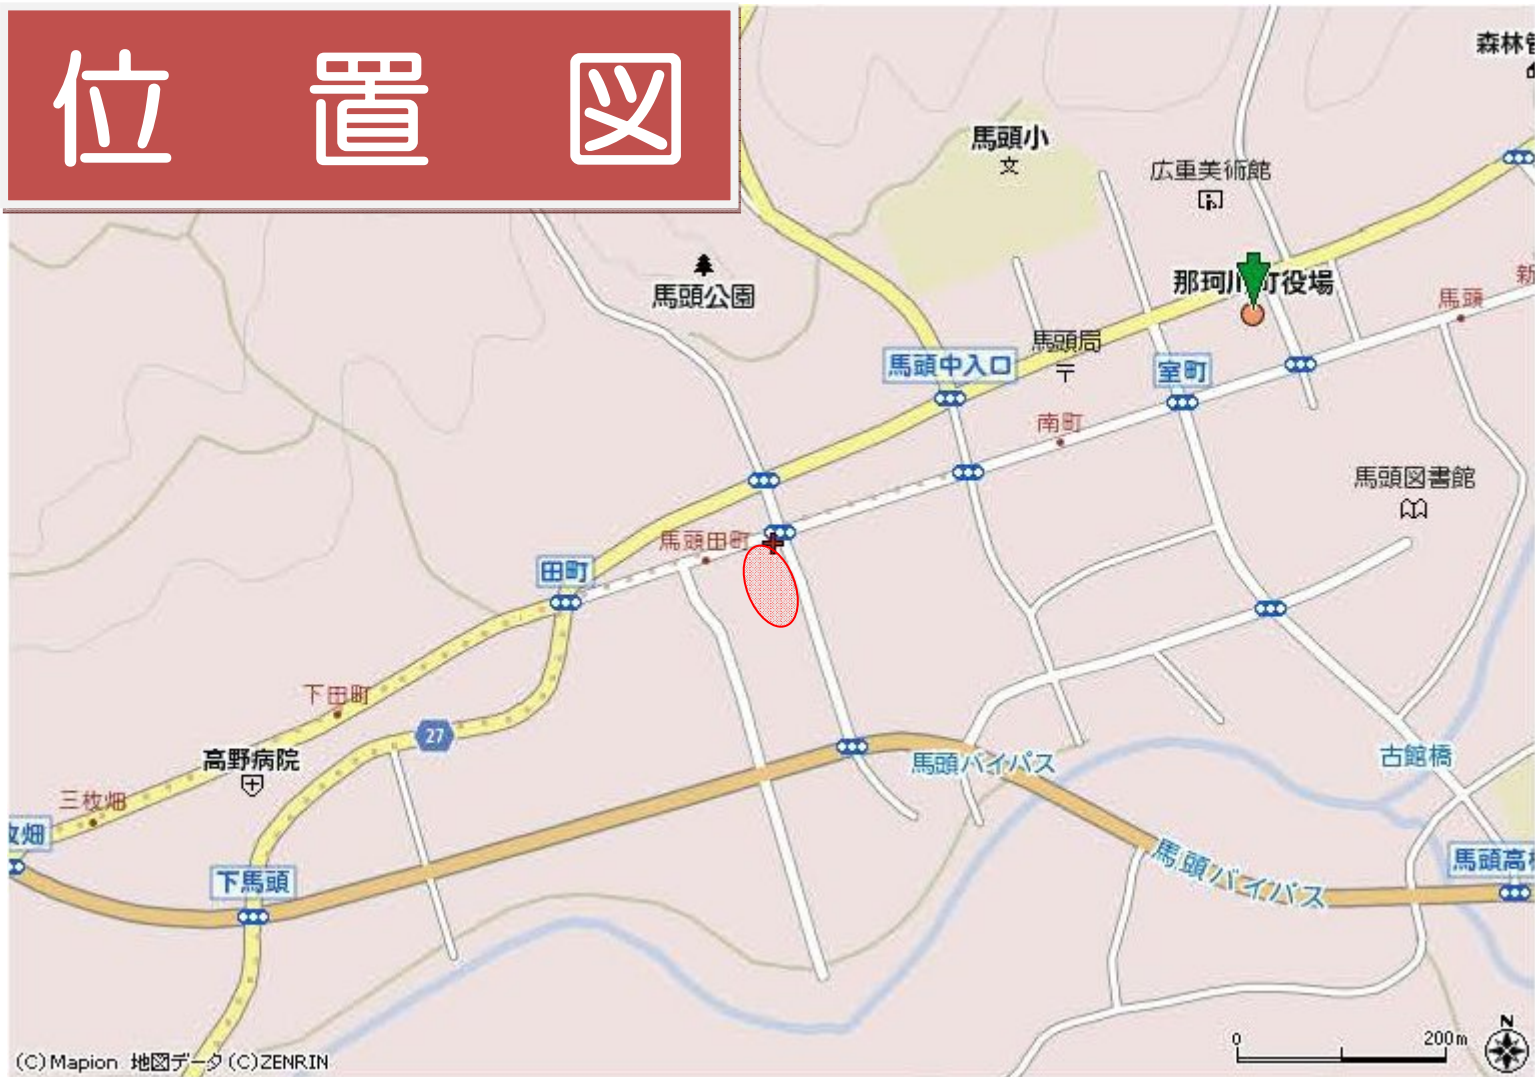 位置図
森林管
馬頭小
広重美術館
馬頭公園
那珂川町役場
新
馬頭
馬頭局
馬頭中入口
室町
南町
馬頭図書館
馬頭田町
田町
下田町
27
高野病院
馬頭バイパス
古館橋
三枚畑
枚畑
下馬頭
馬頭バイパス
馬頭高校
N
0 200m
(C)Mapion 地図データ(C)ZENRIN